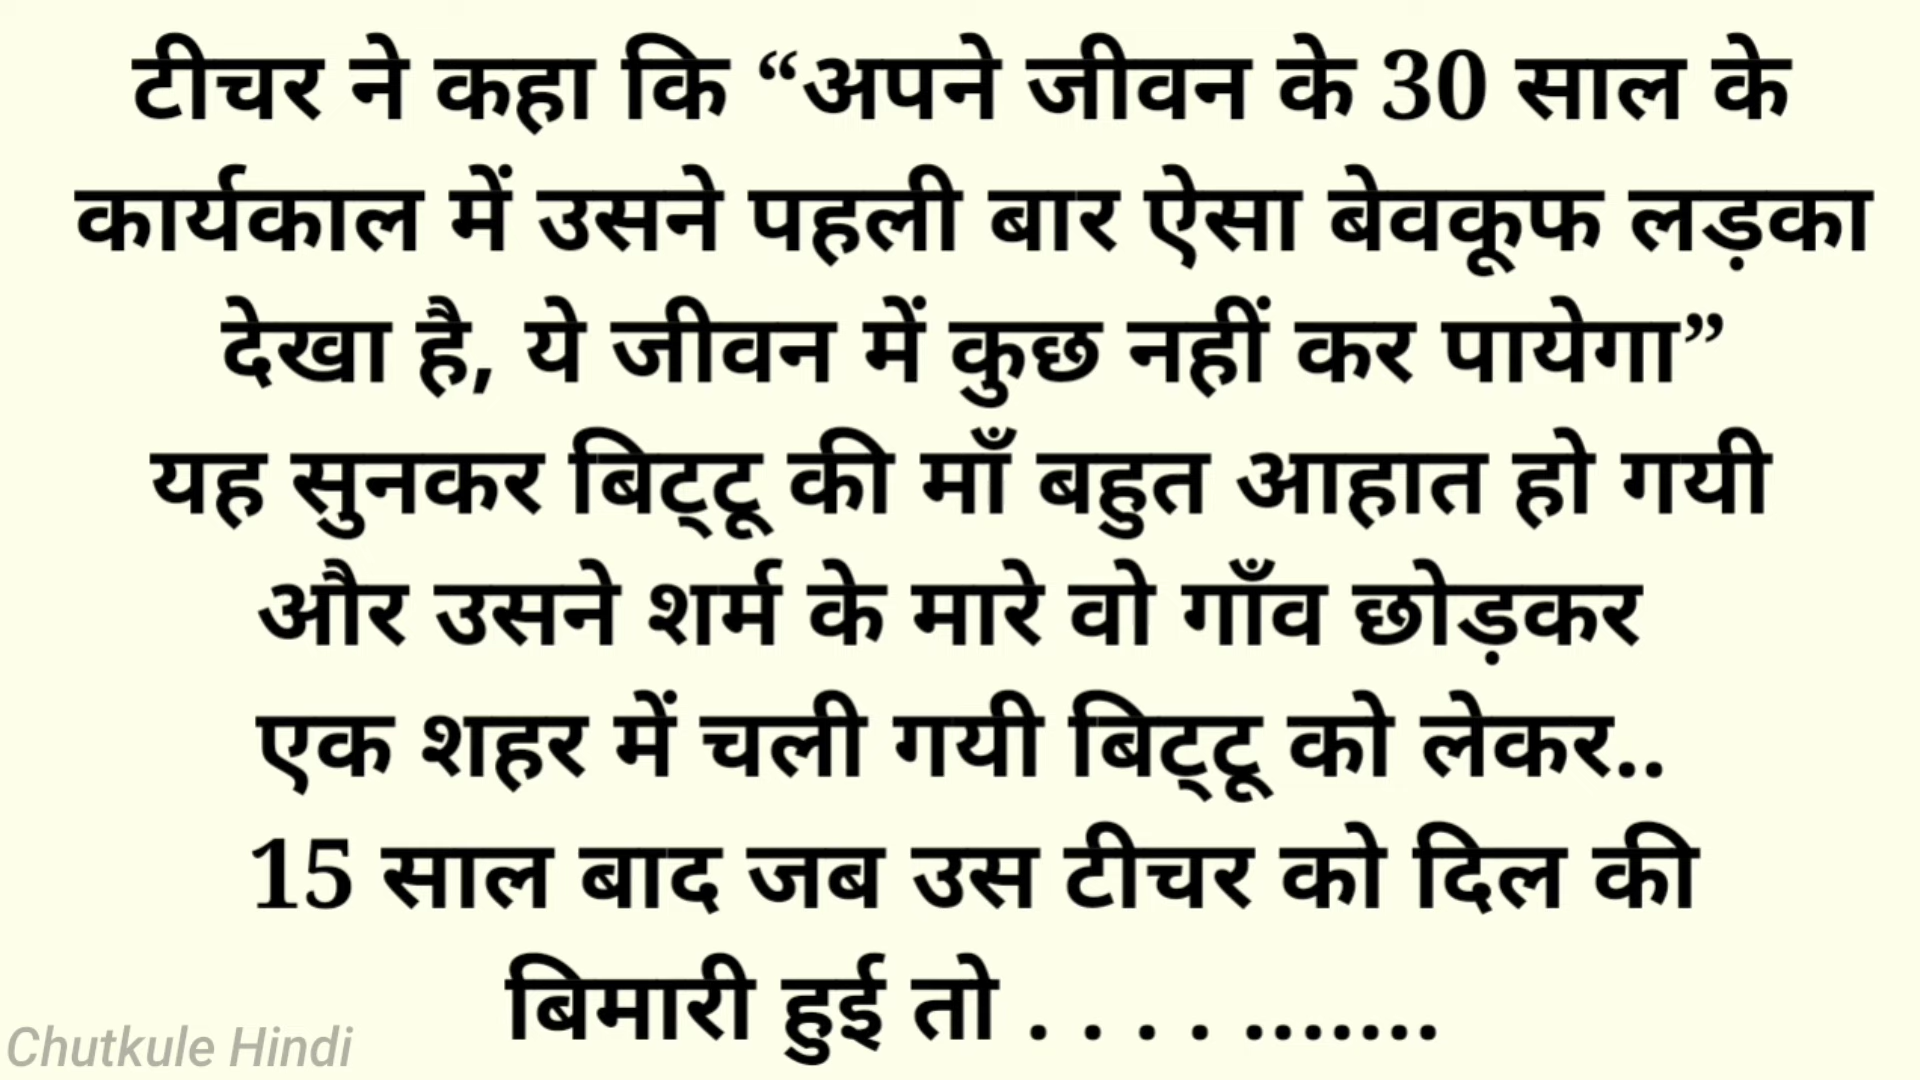 टीचर ने कहा कि “अपने जीवन के 30 साल के
कार्यकाल में उसने पहली बार ऐसा बेवकूफ लड़का
देखा है, ये जीवन में कुछ नहीं कर पायेगा”
यह सुनकर बिट्टू की माँ बहुत आहात हो गयी
और उसने शर्म के मारे वो गाँव छोड़कर
एक शहर में चली गयी बिट्टू को लेकर..
15 साल बाद जब उस टीचर को दिल की
बिमारी हुई तो . . . . .......
Chutkule Hindi